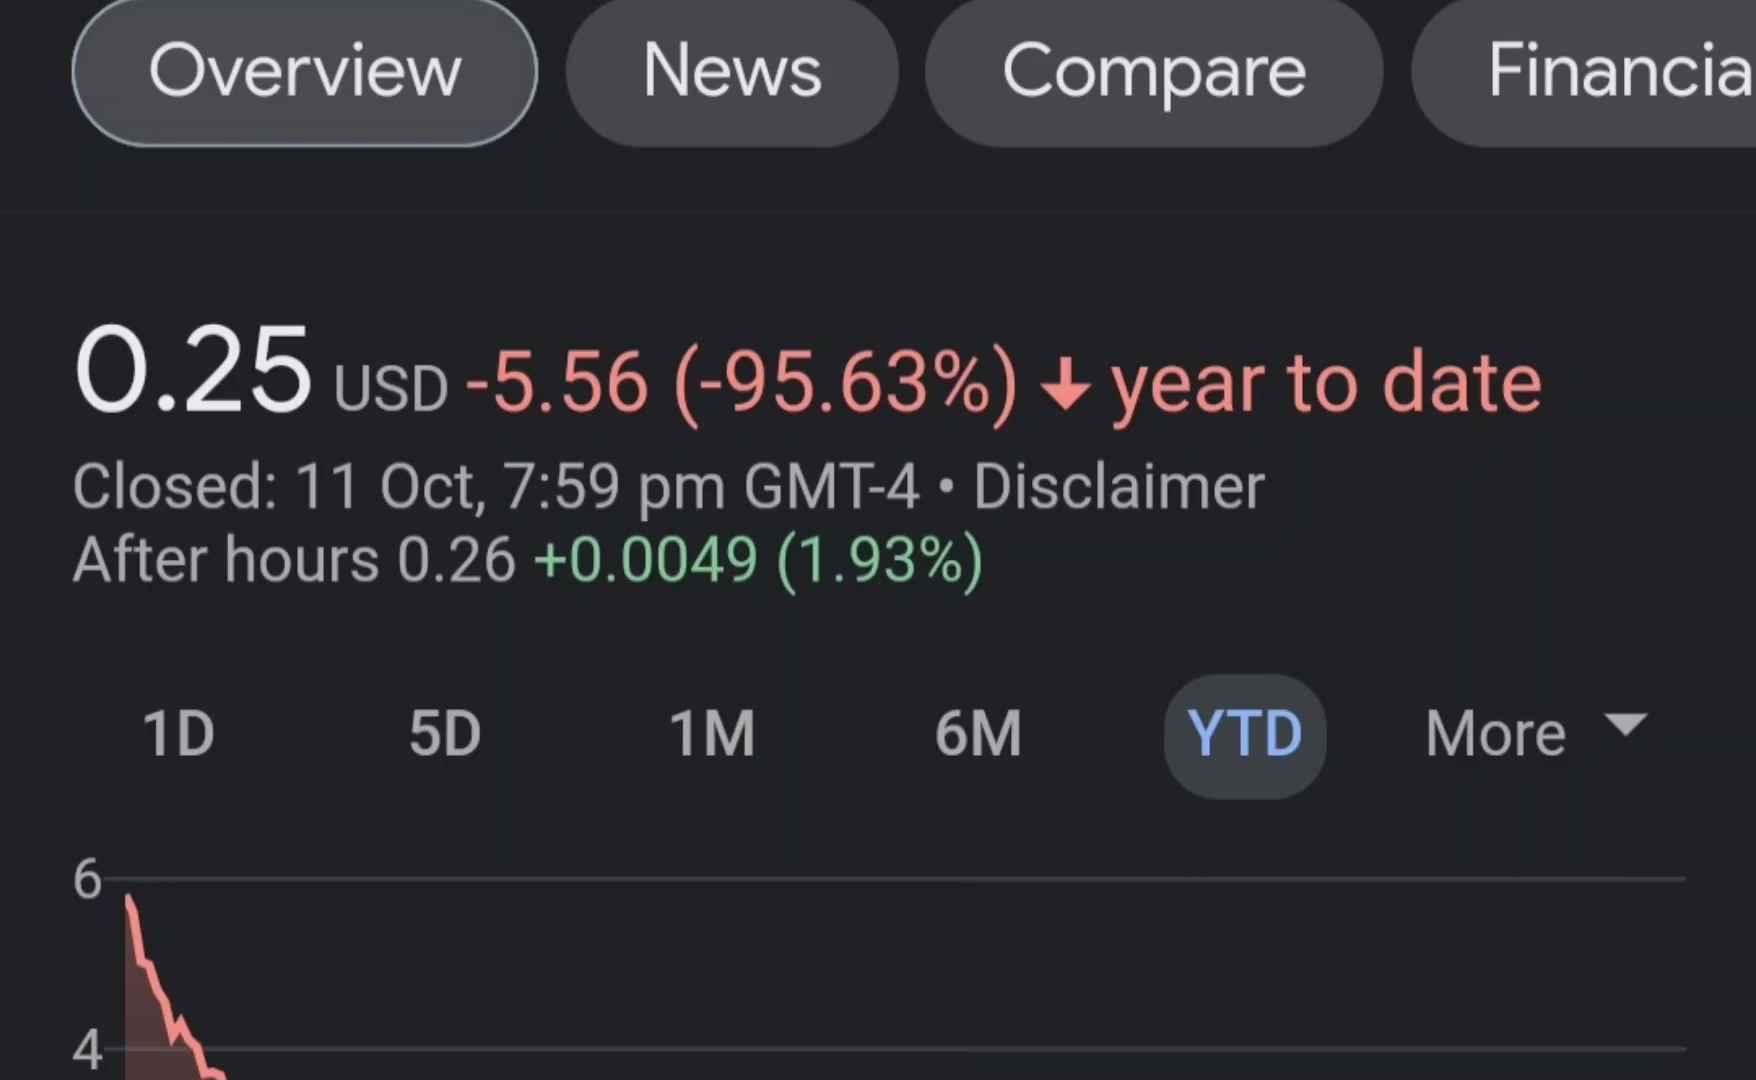 Overview News Compare Financia
0.25 USD -5.56 (-95.63%) ↓ year to date
Closed: 11 Oct, 7:59 pm GMT-4 • Disclaimer
After hours 0.26 +0.0049 (1.93%)
1D 5D 1M 6M YTD More
6
4